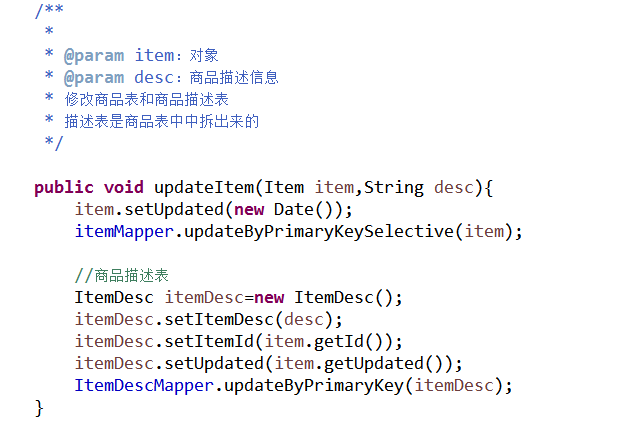 /**
 *
 * @param item：对象
 * @param desc：商品描述信息
 * 修改商品表和商品描述表
 * 描述表是商品表中中拆出来的
 */
public void updateItem(Item item,String desc){
item.setUpdated(new Date());
itemMapper.updateByPrimaryKeySelective(item);
//商品描述表
ItemDesc itemDesc=new ItemDesc();
itemDesc.setItemDesc(desc);
itemDesc.setItemId(item.getId());
itemDesc.setUpdated(item.getUpdated());
ItemDescMapper.updateByPrimaryKey(itemDesc);
}